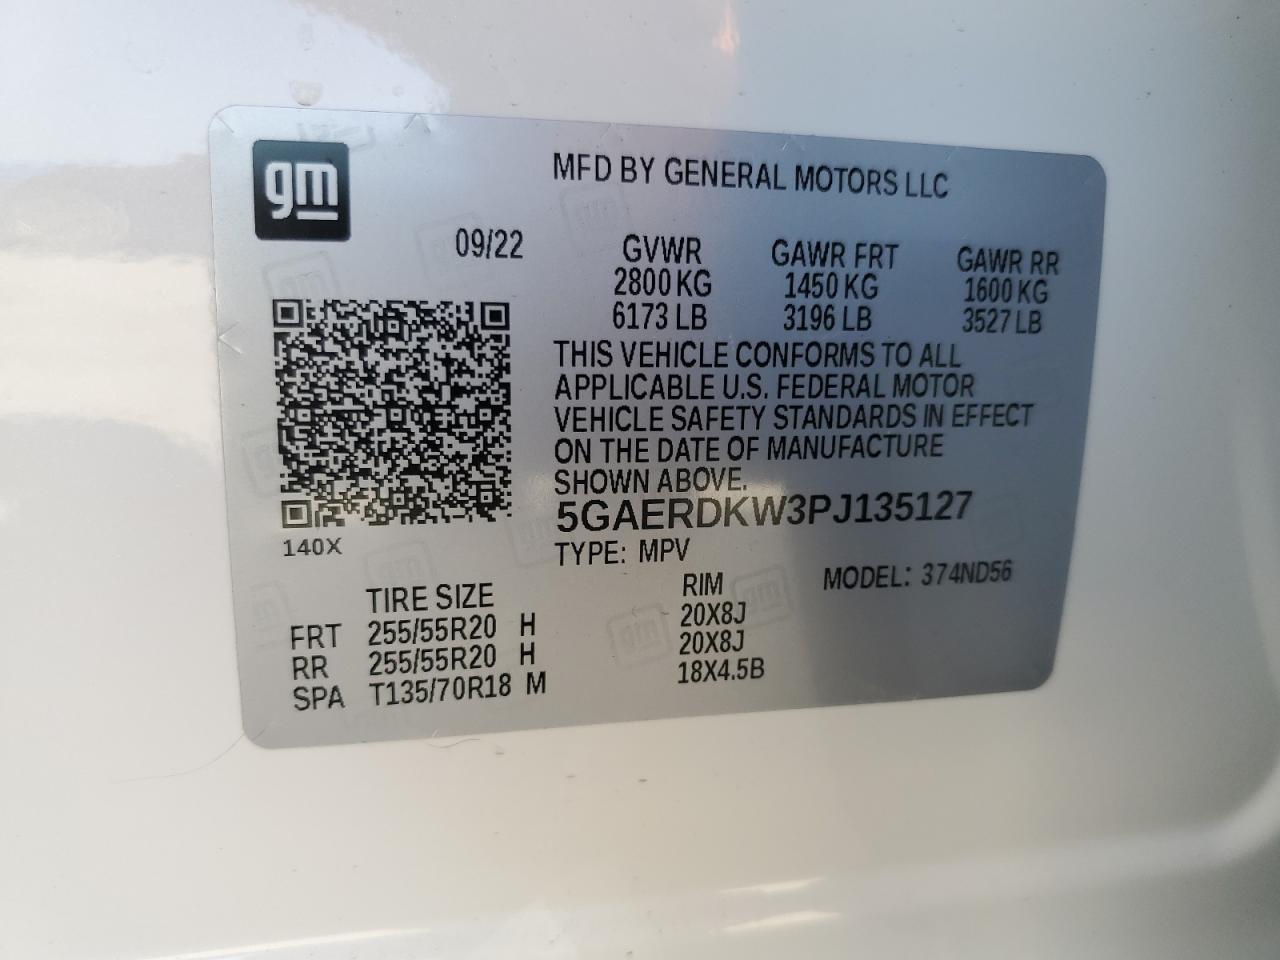 gm
MFD BY GENERAL MOTORS LLC
09/22
GVWR GAWR FRT GAWR RR
2800 KG 1450 KG 1600 KG
6173 LB 3196 LB 3527 LB
THIS VEHICLE CONFORMS TO ALL
APPLICABLE U.S. FEDERAL MOTOR
VEHICLE SAFETY STANDARDS IN EFFECT
ON THE DATE OF MANUFACTURE
SHOWN ABOVE.
5GAERDKW3PJ135127
140X
TYPE: MPV
MODEL: 374ND56
TIRE SIZE RIM
FRT 255/55R20 H 20X8J
RR 255/55R20 H 20X8J
SPA T135/70R18 M 18X4.5B